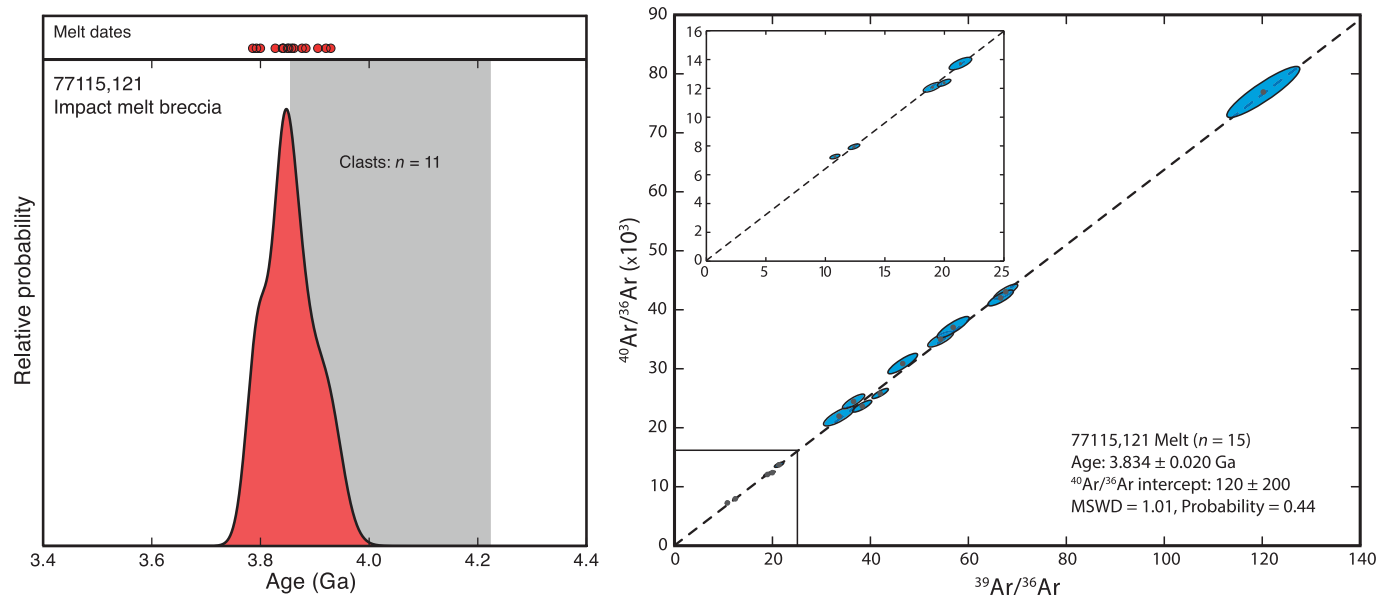 Melt dates
77115,121
Impact melt breccia
Clasts: n = 11
Relative probability
3.4 3.6 3.8 4.0 4.2 4.4
Age (Ga)
90
80
70
60
50
40
30
20
10
0
⁴⁰Ar/³⁶Ar (x10³)
16
14
12
10
8
6
4
2
0
0 5 10 15 20 25
77115,121 Melt (n = 15)
Age: 3.834 ± 0.020 Ga
⁴⁰Ar/³⁶Ar intercept: 120 ± 200
MSWD = 1.01, Probability = 0.44
0 20 40 60 80 100 120 140
³⁹Ar/³⁶Ar